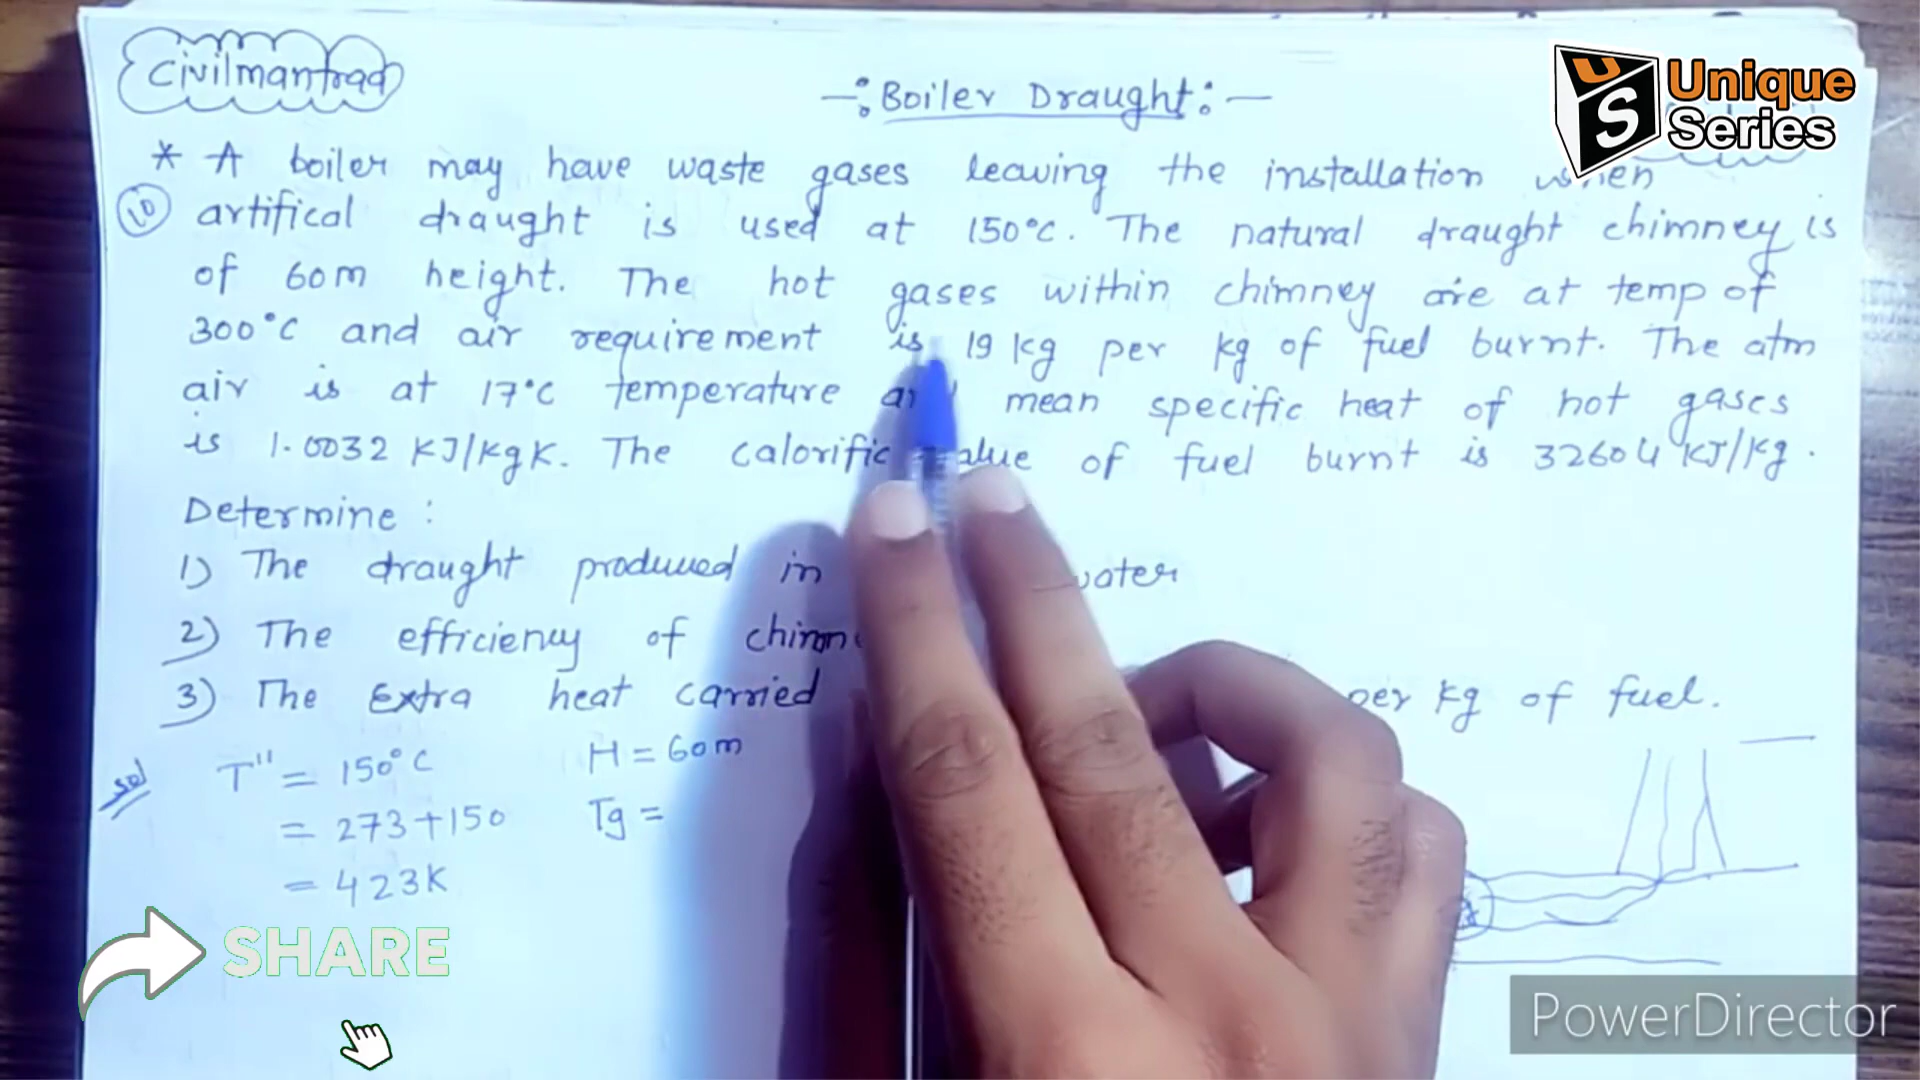 Civilmantraa
-: Boiler Draught :-
Unique
Series
US
* A boiler may have waste gases leaving the installation when
10 artifical draught is used at 150°C. The natural draught chimney is
of 60m height. The hot gases within chimney are at temp of
300°C and air requirement is 19 kg per kg of fuel burnt. The atm
air is at 17°C temperature mean specific heat of hot gases
is 1.0032 KJ/KgK. The calorific value of fuel burnt is 32604 KJ/Kg.
Determine :
1) The draught produced in water
2) The efficiency of
3) The Extra heat carried per kg of fuel.
Sol T" = 150°C H = 60m
= 273+150 Tg =
= 423K
SHARE
PowerDirector